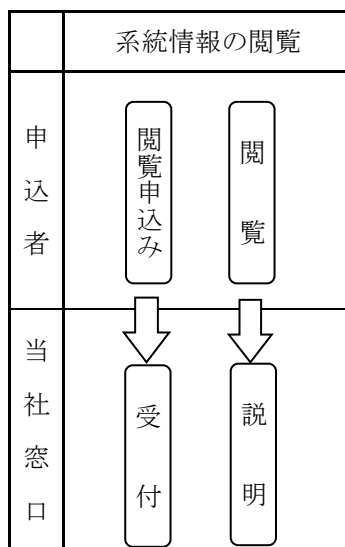 系統情報の閲覧
申込者
閲覧申込み
閲覧
当社窓口
受付
説明